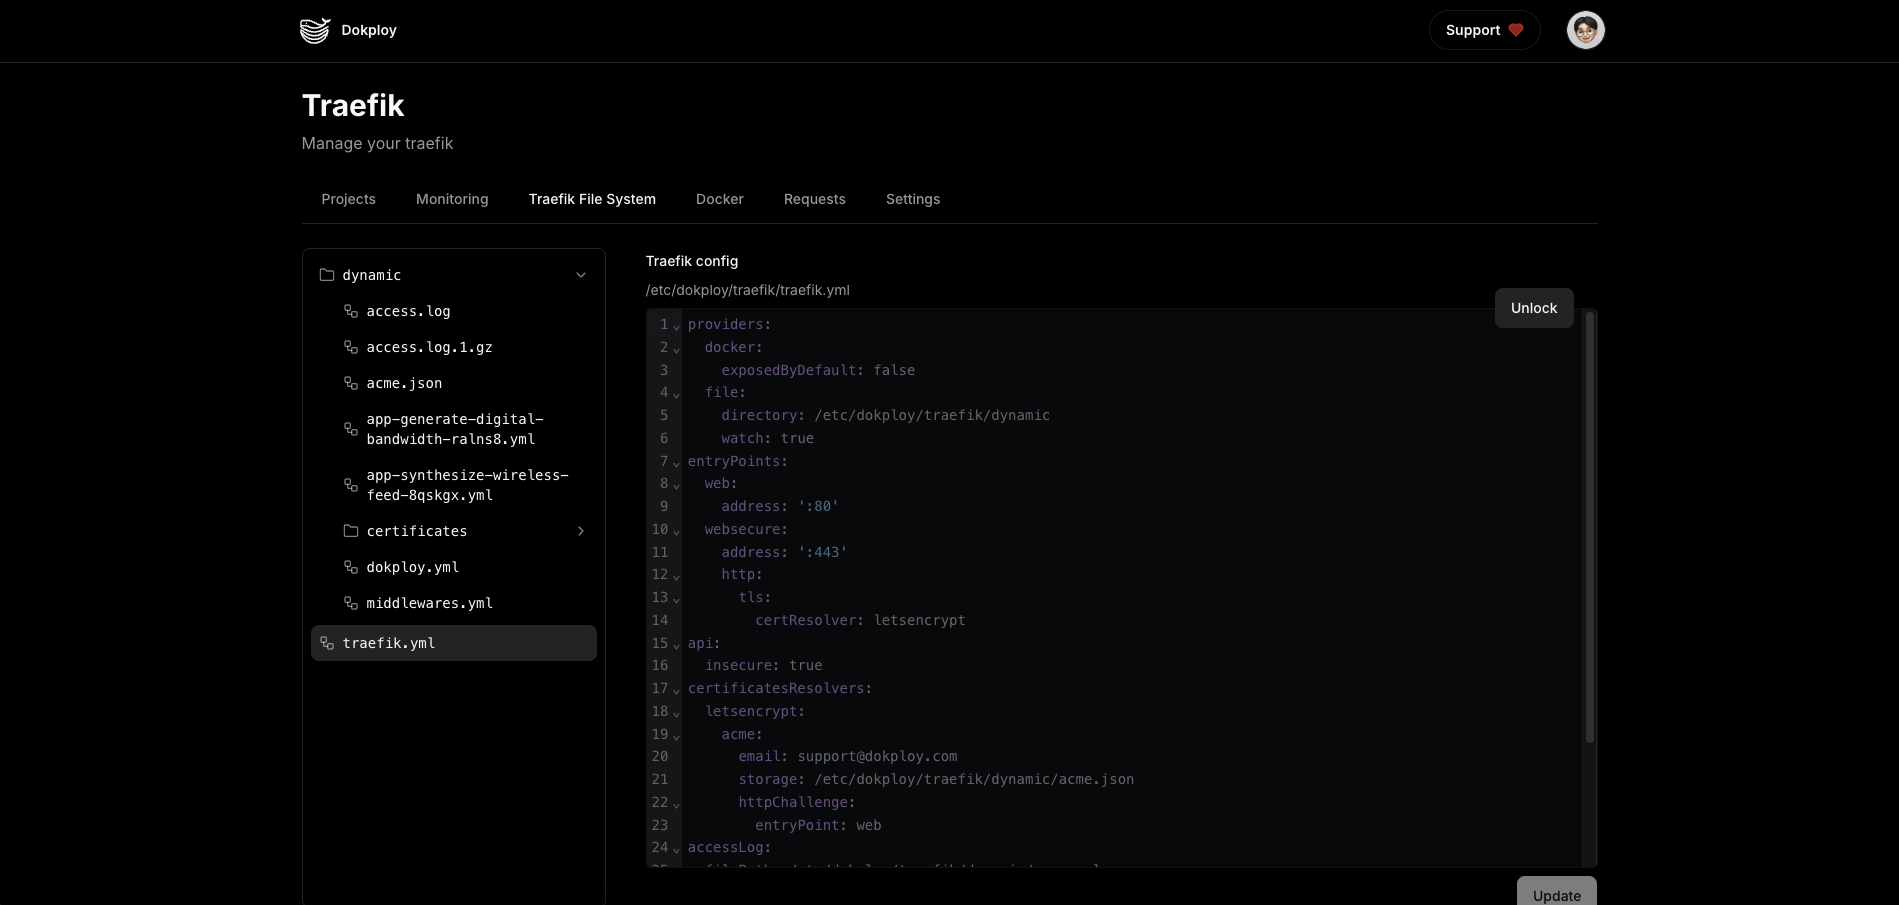 Dokploy
Support
Traefik
Manage your traefik
Projects
Monitoring
Traefik File System
Docker
Requests
Settings
dynamic
access.log
access.log.1.gz
acme.json
app-generate-digital-
bandwidth-ralns8.yml
app-synthesize-wireless-
feed-8qskgx.yml
certificates
dokploy.yml
middlewares.yml
traefik.yml
Traefik config
/etc/dokploy/traefik/traefik.yml
Unlock
1 providers:
2 docker:
3 exposedByDefault: false
4 file:
5 directory: /etc/dokploy/traefik/dynamic
6 watch: true
7 entryPoints:
8 web:
9 address: ':80'
10 websecure:
11 address: ':443'
12 http:
13 tls:
14 certResolver: letsencrypt
15 api:
16 insecure: true
17 certificatesResolvers:
18 letsencrypt:
19 acme:
20 email: support@dokploy.com
21 storage: /etc/dokploy/traefik/dynamic/acme.json
22 httpChallenge:
23 entryPoint: web
24 accessLog:
Update